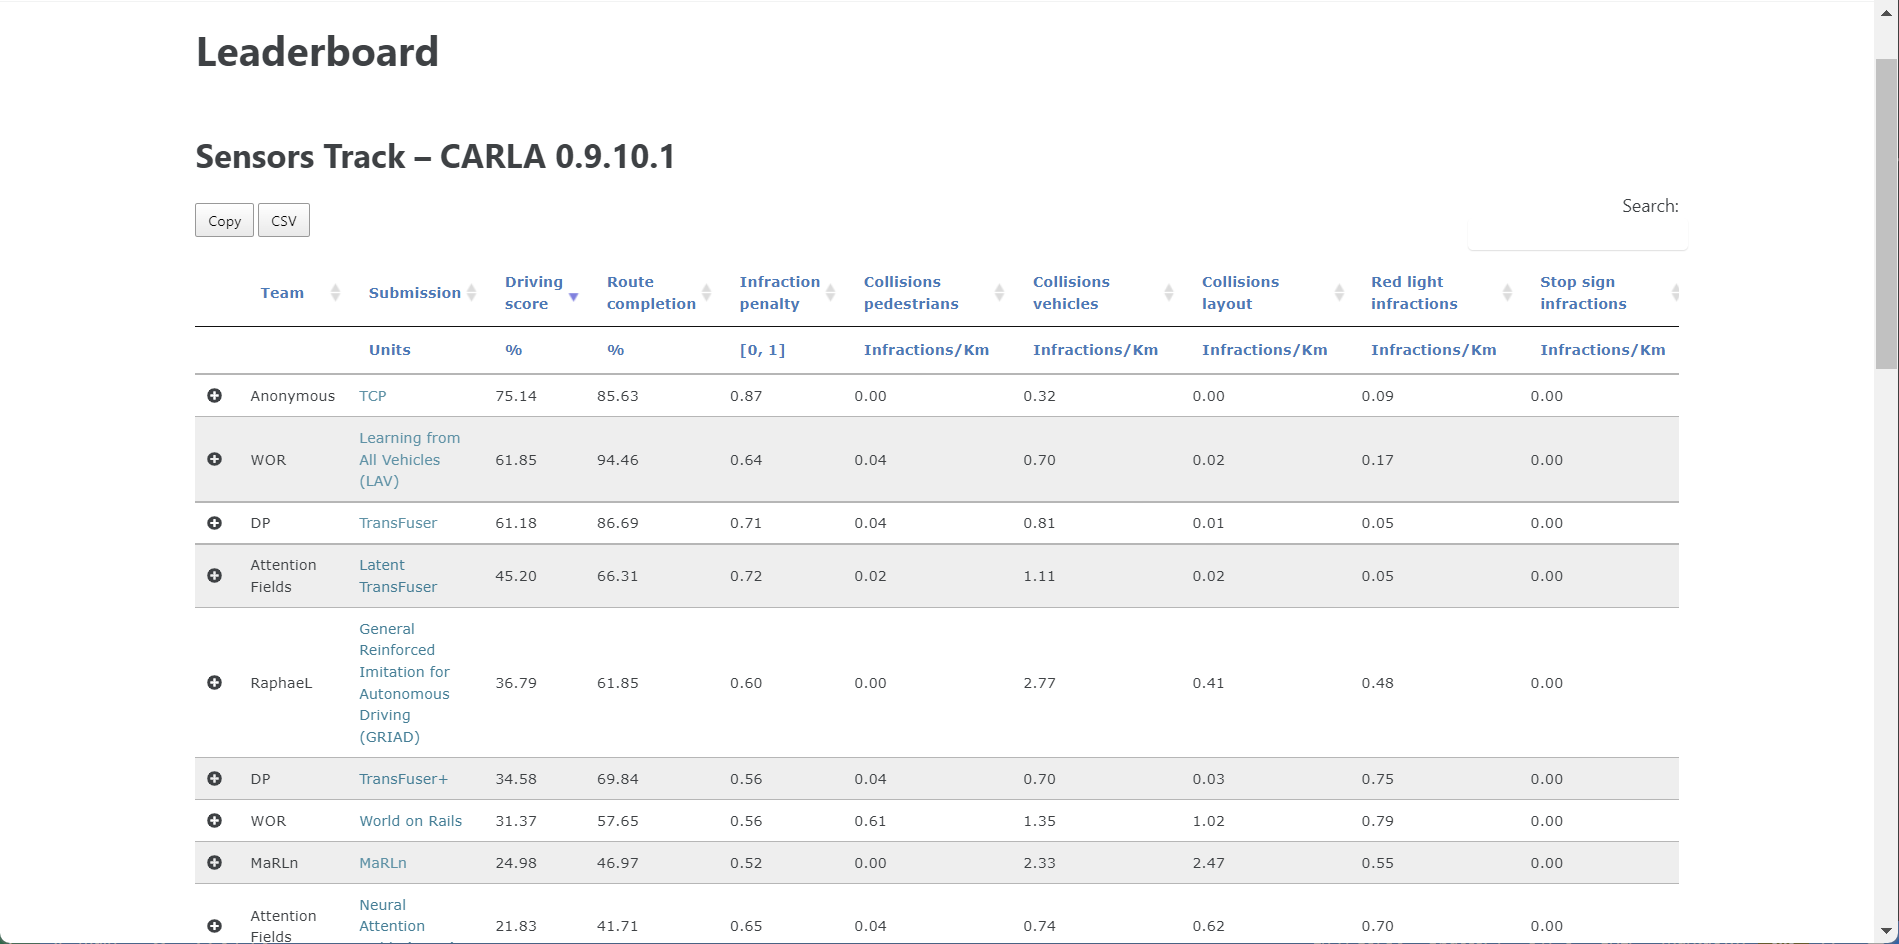 Leaderboard
Sensors Track – CARLA 0.9.10.1
Copy CSV
Search:
Team Submission Driving score Route completion Infraction penalty Collisions pedestrians Collisions vehicles Collisions layout Red light infractions Stop sign infractions
Units % % [0, 1] Infractions/Km Infractions/Km Infractions/Km Infractions/Km Infractions/Km
Anonymous TCP 75.14 85.63 0.87 0.00 0.32 0.00 0.09 0.00
WOR Learning from All Vehicles (LAV) 61.85 94.46 0.64 0.04 0.70 0.02 0.17 0.00
DP TransFuser 61.18 86.69 0.71 0.04 0.81 0.01 0.05 0.00
Attention Fields Latent TransFuser 45.20 66.31 0.72 0.02 1.11 0.02 0.05 0.00
RaphaeL General Reinforced Imitation for Autonomous Driving (GRIAD) 36.79 61.85 0.60 0.00 2.77 0.41 0.48 0.00
DP TransFuser+ 34.58 69.84 0.56 0.04 0.70 0.03 0.75 0.00
WOR World on Rails 31.37 57.65 0.56 0.61 1.35 1.02 0.79 0.00
MaRLn MaRLn 24.98 46.97 0.52 0.00 2.33 2.47 0.55 0.00
Attention Fields Neural Attention 21.83 41.71 0.65 0.04 0.74 0.62 0.70 0.00